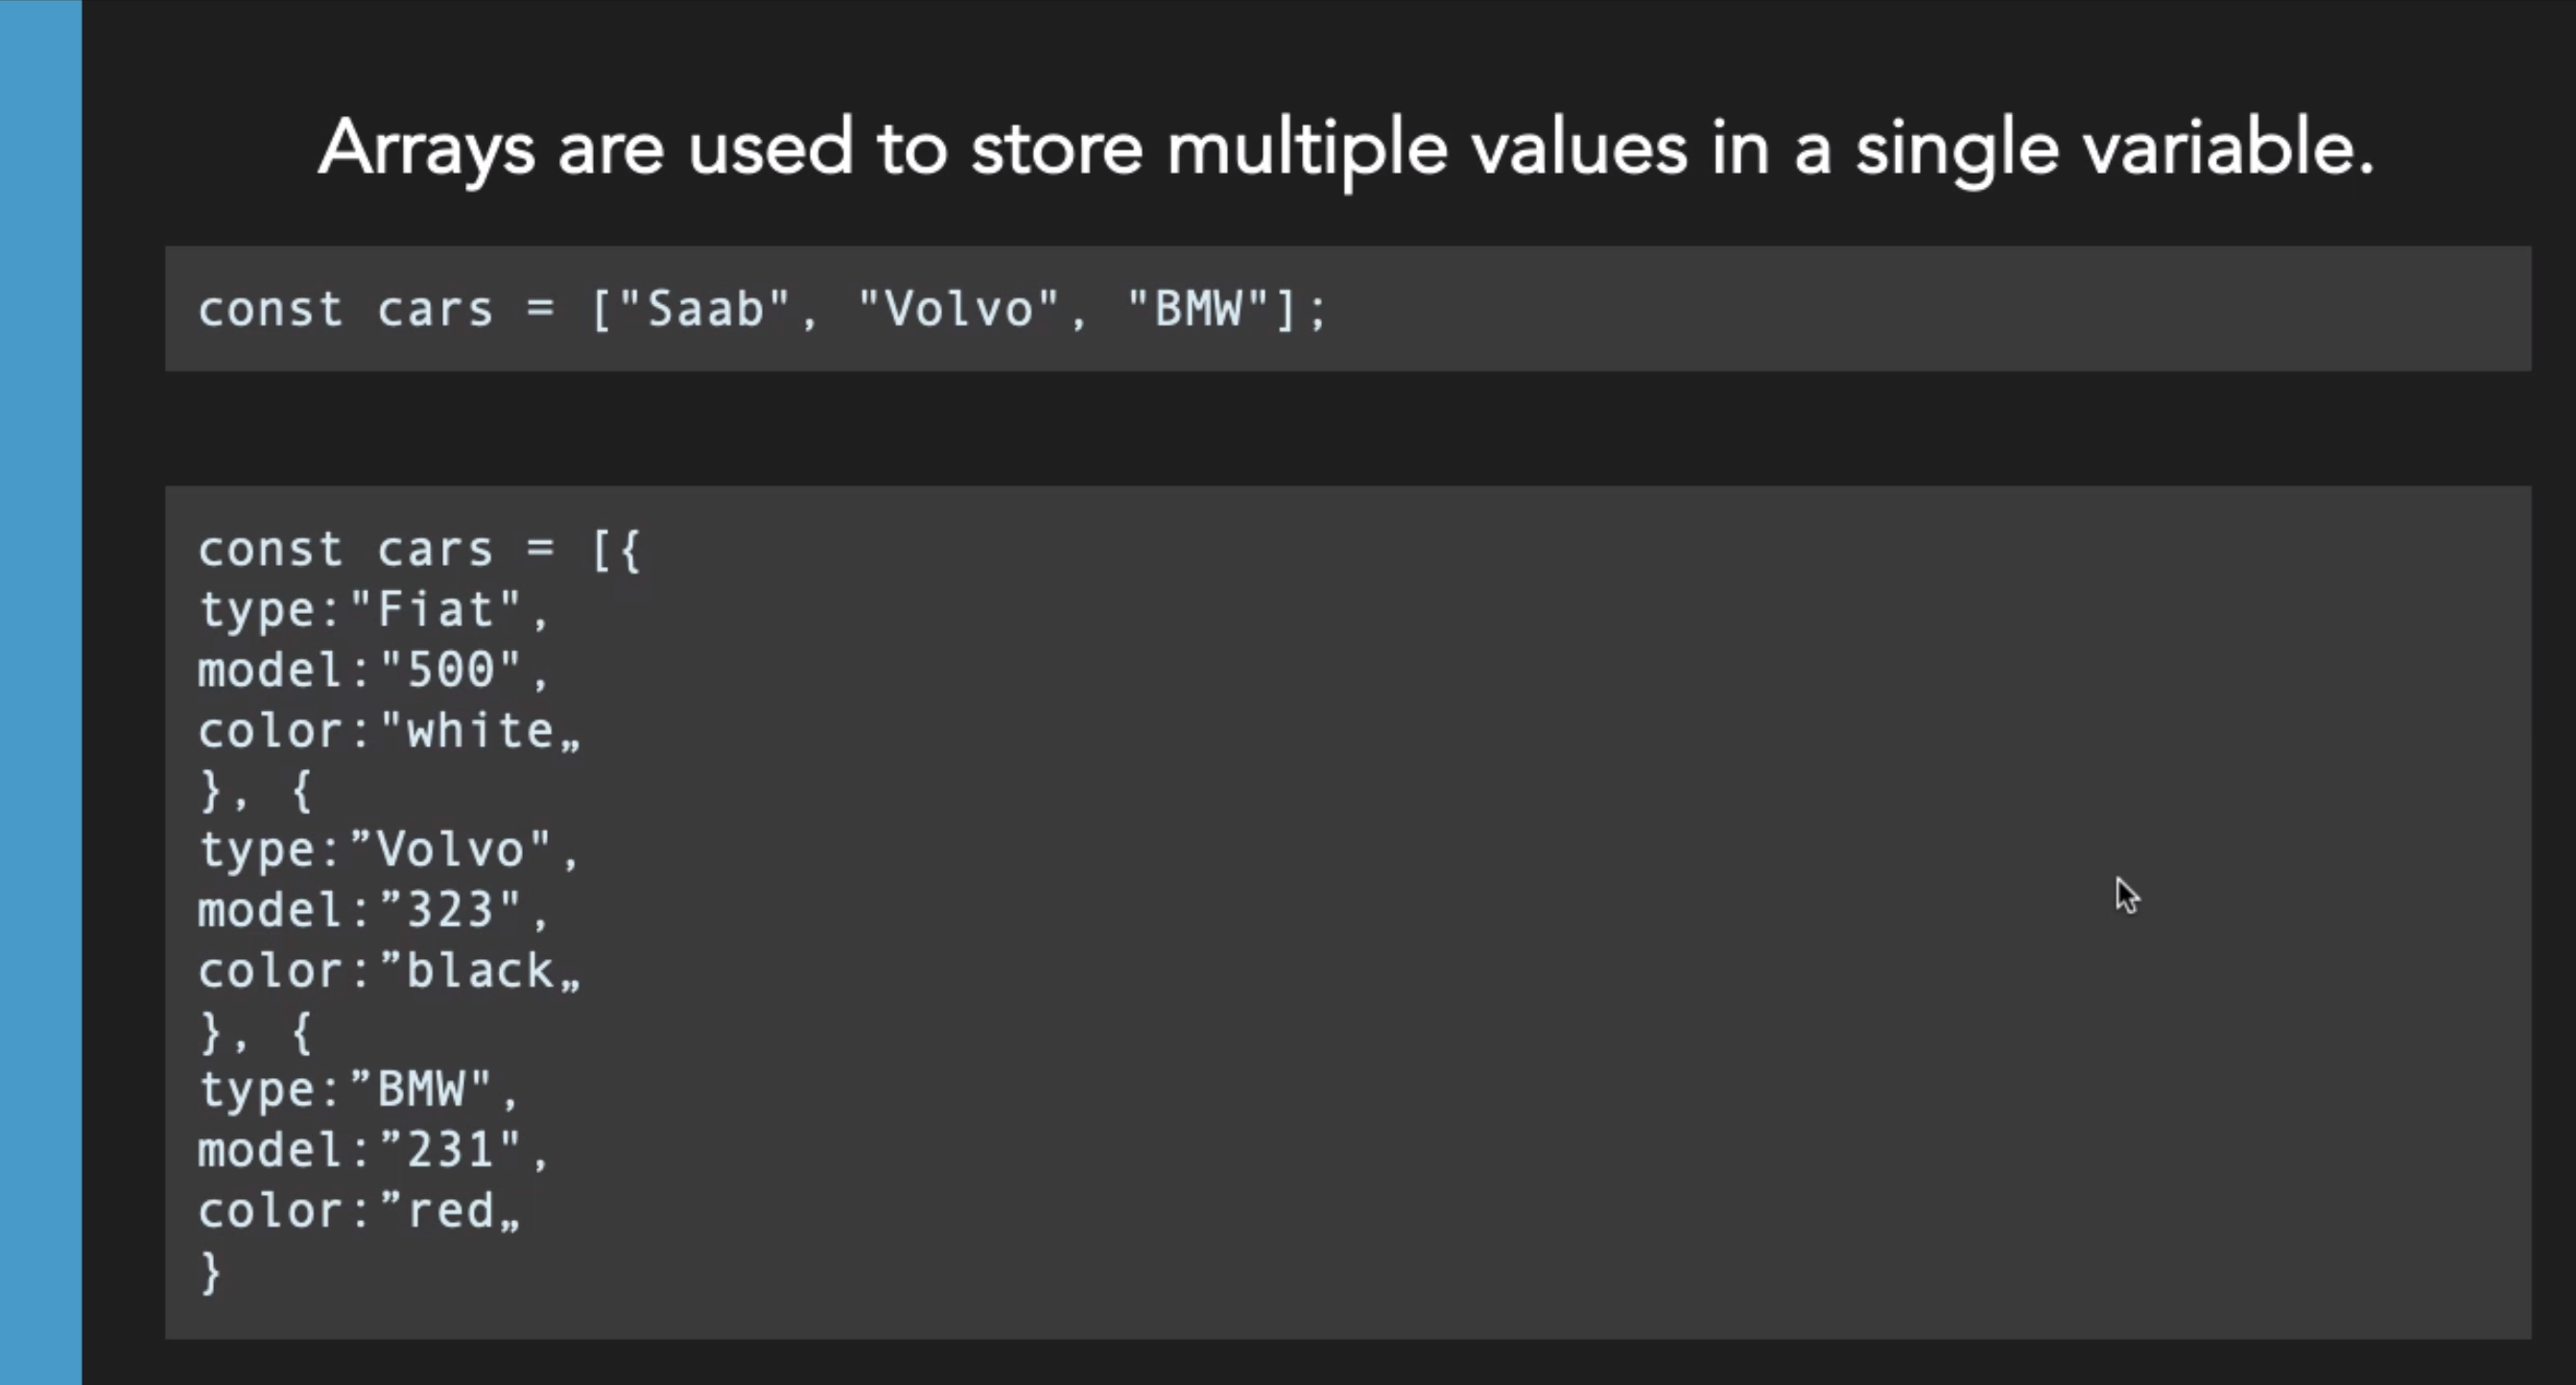 Arrays are used to store multiple values in a single variable.
const cars = ["Saab", "Volvo", "BMW"];
const cars = [{
type:"Fiat",
model:"500",
color:"white„
}, {
type:”Volvo",
model:”323",
color:”black„
}, {
type:”BMW",
model:”231",
color:”red„
}